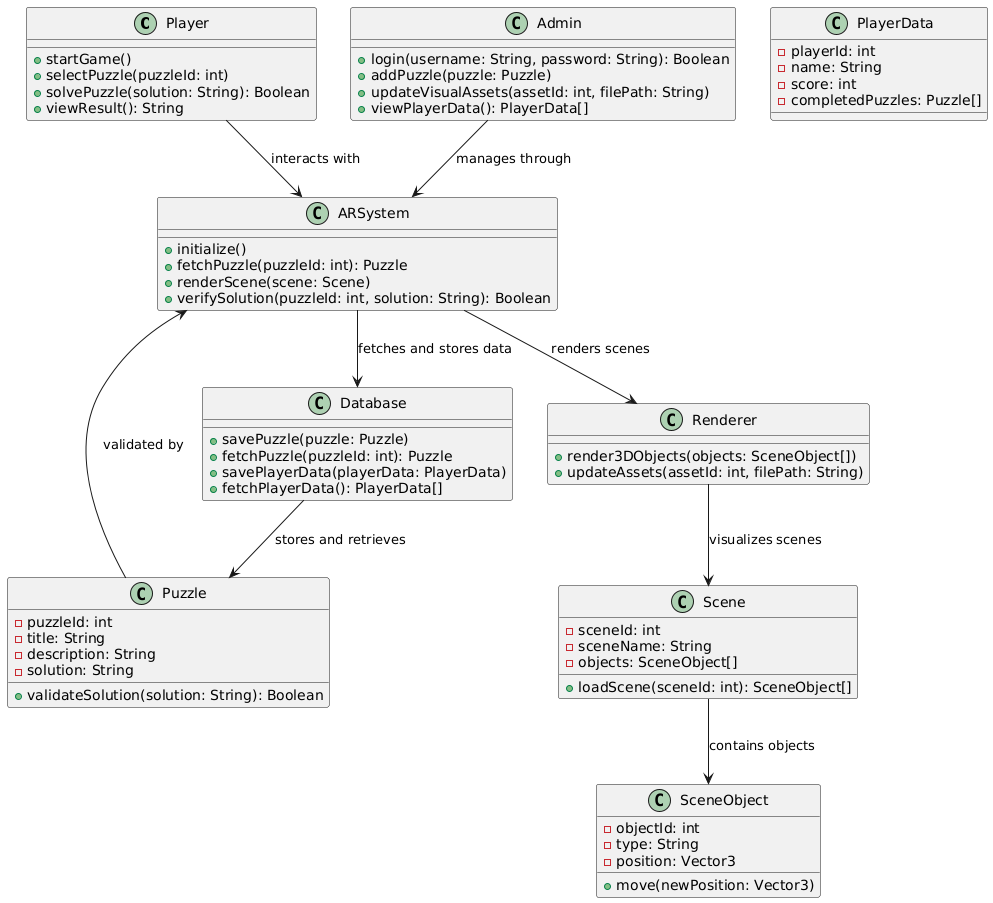 C Player
startGame()
selectPuzzle(puzzleId: int)
solvePuzzle(solution: String): Boolean
viewResult(): String
C Admin
login(username: String, password: String): Boolean
addPuzzle(puzzle: Puzzle)
updateVisualAssets(assetId: int, filePath: String)
viewPlayerData(): PlayerData[]
C PlayerData
playerId: int
name: String
score: int
completedPuzzles: Puzzle[]
interacts with
manages through
C ARSystem
initialize()
fetchPuzzle(puzzleId: int): Puzzle
renderScene(scene: Scene)
verifySolution(puzzleId: int, solution: String): Boolean
fetches and stores data
renders scenes
validated by
C Database
savePuzzle(puzzle: Puzzle)
fetchPuzzle(puzzleId: int): Puzzle
savePlayerData(playerData: PlayerData)
fetchPlayerData(): PlayerData[]
C Renderer
render3DObjects(objects: SceneObject[])
updateAssets(assetId: int, filePath: String)
stores and retrieves
visualizes scenes
C Puzzle
puzzleId: int
title: String
description: String
solution: String
validateSolution(solution: String): Boolean
C Scene
sceneId: int
sceneName: String
objects: SceneObject[]
loadScene(sceneId: int): SceneObject[]
contains objects
C SceneObject
objectId: int
type: String
position: Vector3
move(newPosition: Vector3)